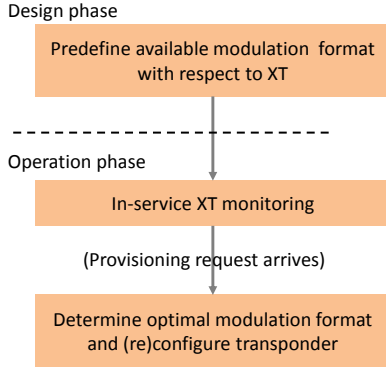 Design phase
Predefine available modulation format
with respect to XT
Operation phase
In-service XT monitoring
(Provisioning request arrives)
Determine optimal modulation format
and (re)configure transponder